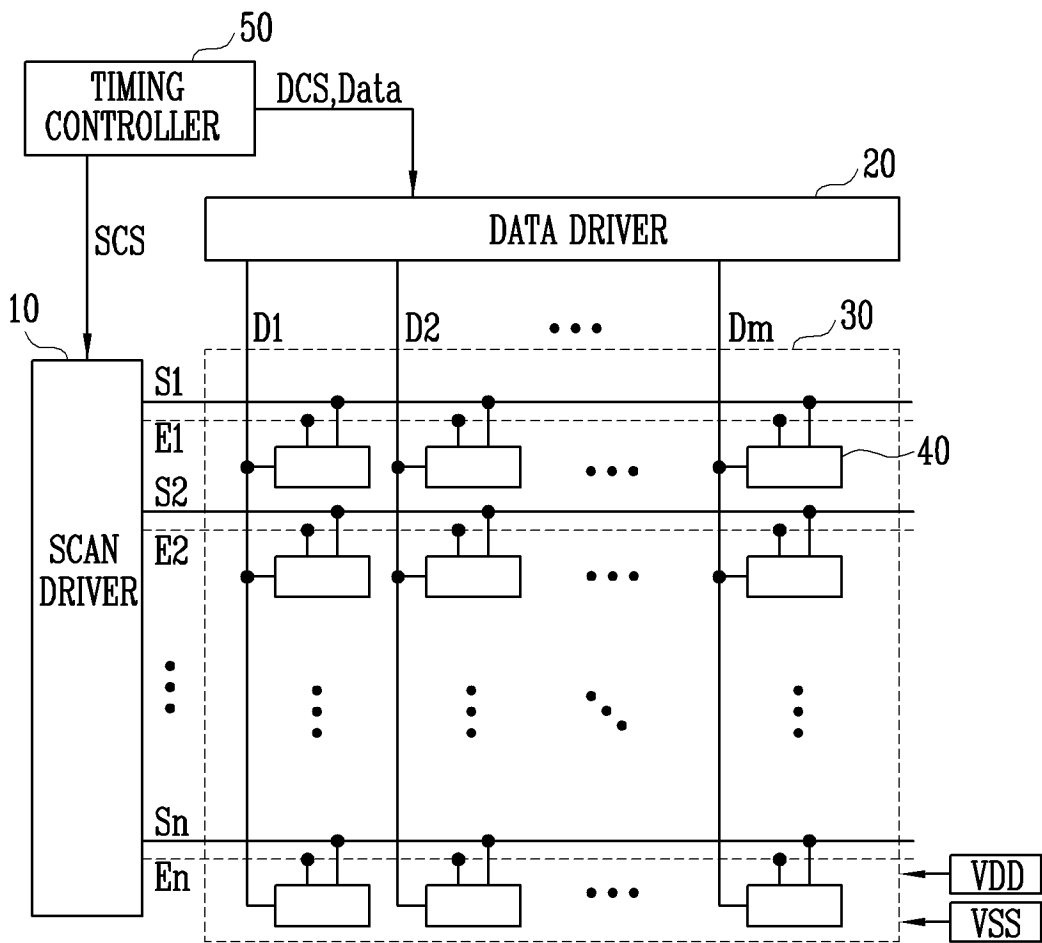 50
TIMING
CONTROLLER
DCS,Data
SCS
20
DATA DRIVER
10
D1
D2
Dm
30
S1
E1
40
S2
E2
SCAN
DRIVER
Sn
En
VDD
VSS